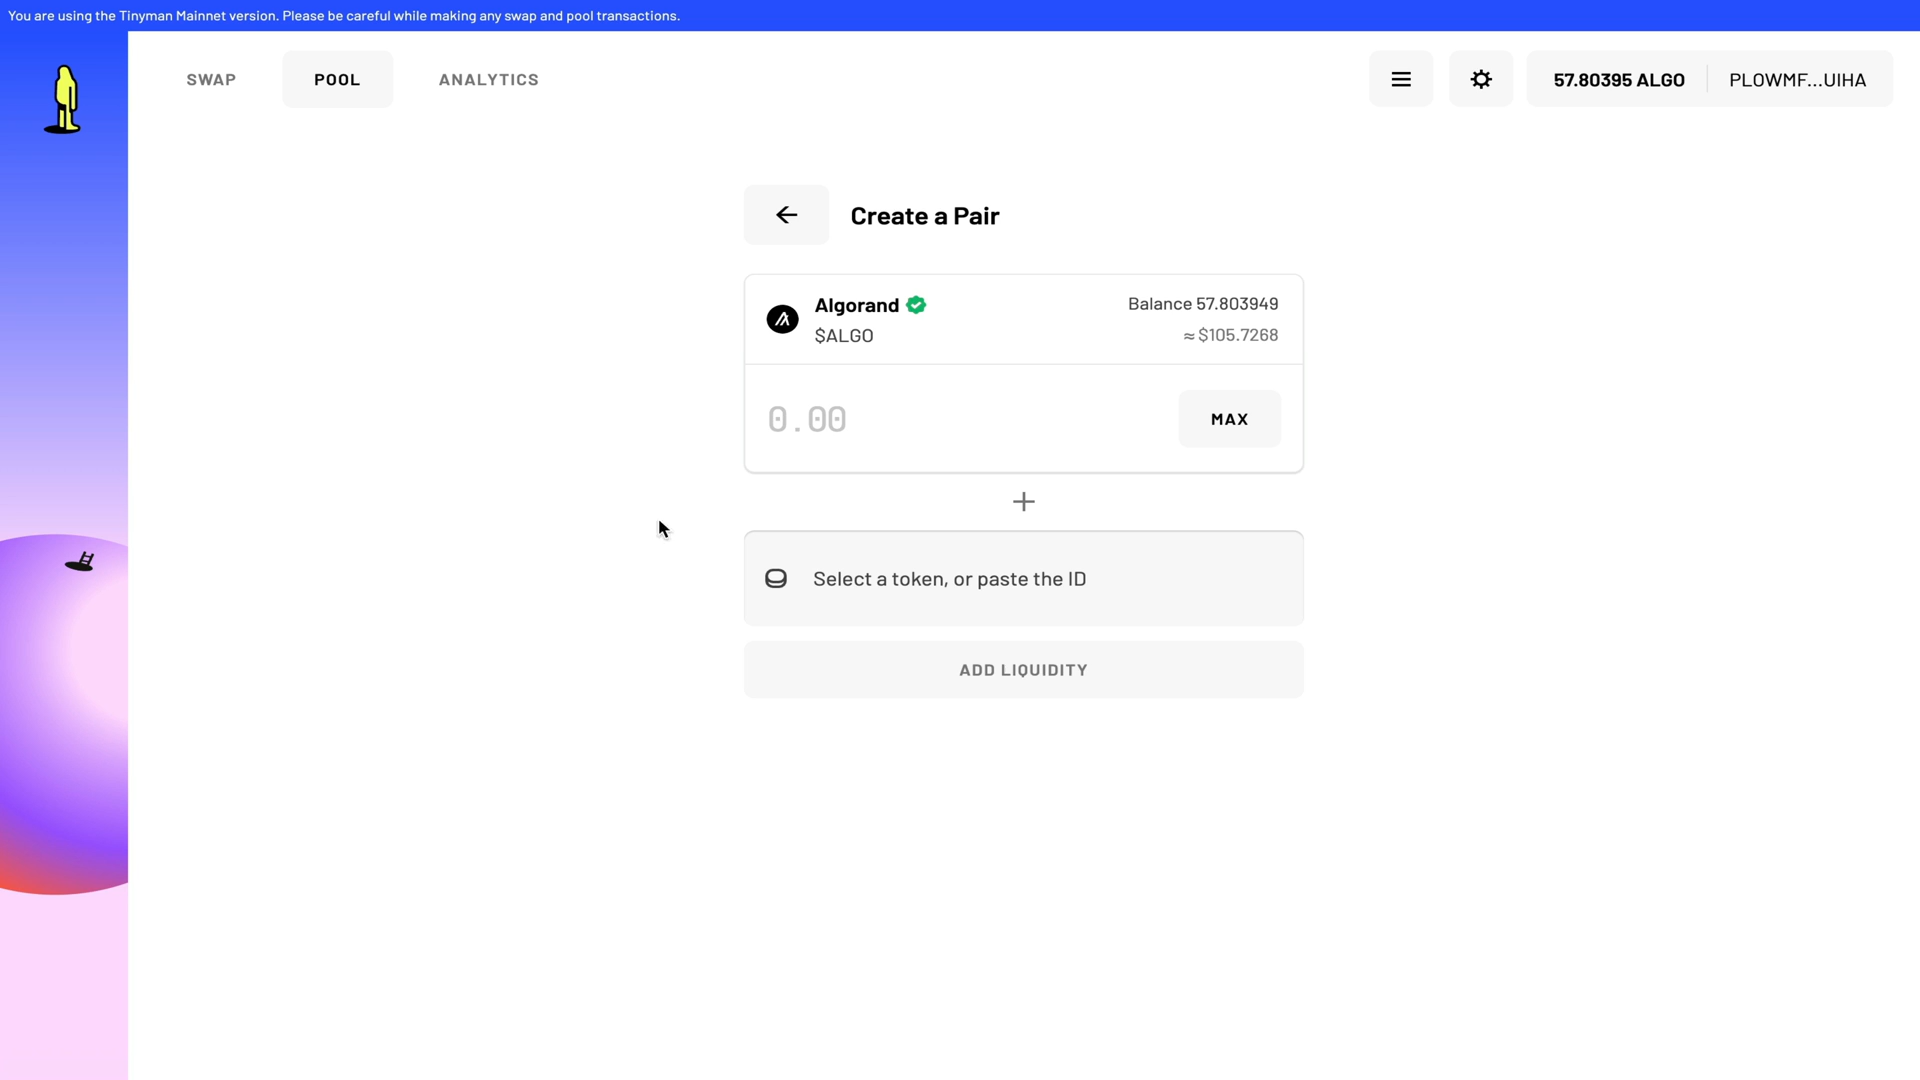 You are using the Tinyman Mainnet version. Please be careful while making any swap and pool transactions.
SWAP
POOL
ANALYTICS
57.80395 ALGO
PLOWMF...UIHA
Create a Pair
Algorand
Balance 57.803949
$ALGO
≈ $105.7268
0.00
MAX
Select a token, or paste the ID
ADD LIQUIDITY